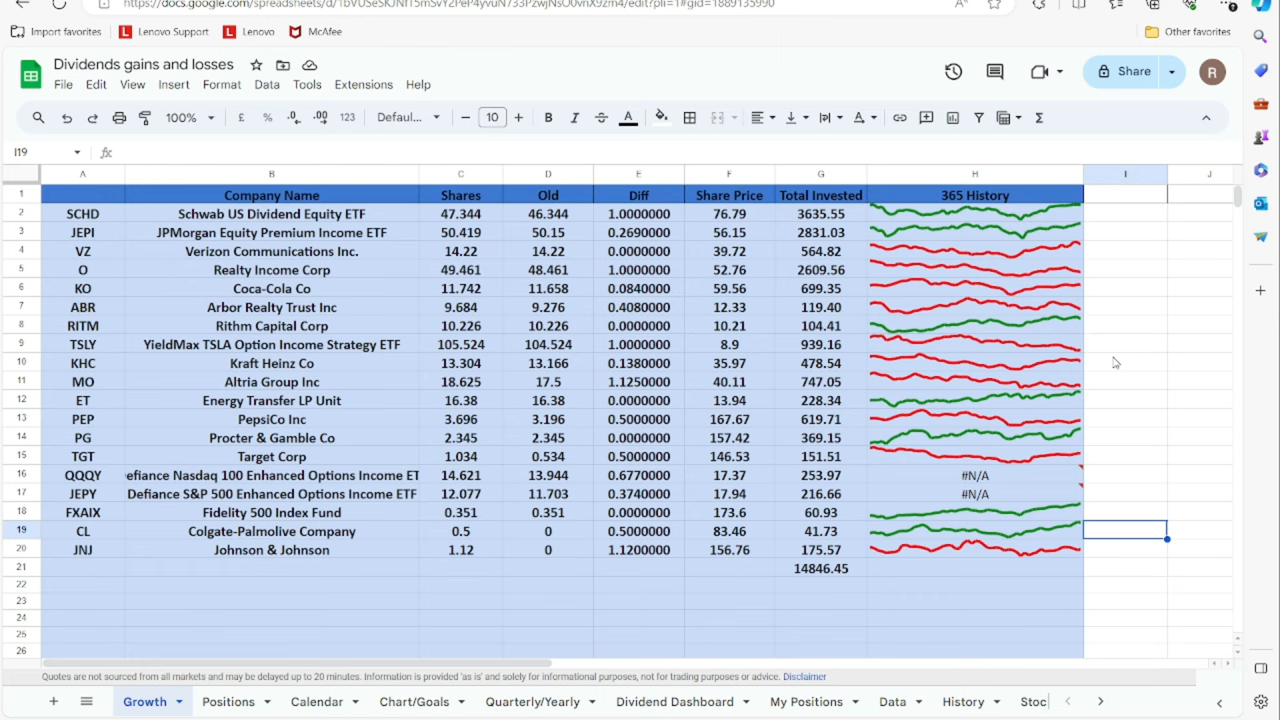 Import favorites Lenovo Support Lenovo McAfee Other favorites
Dividends gains and losses
File Edit View Insert Format Data Tools Extensions Help
Share R
100% £ % .0 .00 123 Defaul... 10 B I A
I19 fx
A B C D E F G H I J
1 Company Name Shares Old Diff Share Price Total Invested 365 History
2 SCHD Schwab US Dividend Equity ETF 47.344 46.344 1.0000000 76.79 3635.55
3 JEPI JPMorgan Equity Premium Income ETF 50.419 50.15 0.2690000 56.15 2831.03
4 VZ Verizon Communications Inc. 14.22 14.22 0.0000000 39.72 564.82
5 O Realty Income Corp 49.461 48.461 1.0000000 52.76 2609.56
6 KO Coca-Cola Co 11.742 11.658 0.0840000 59.56 699.35
7 ABR Arbor Realty Trust Inc 9.684 9.276 0.4080000 12.33 119.40
8 RITM Rithm Capital Corp 10.226 10.226 0.0000000 10.21 104.41
9 TSLY YieldMax TSLA Option Income Strategy ETF 105.524 104.524 1.0000000 8.9 939.16
10 KHC Kraft Heinz Co 13.304 13.166 0.1380000 35.97 478.54
11 MO Altria Group Inc 18.625 17.5 1.1250000 40.11 747.05
12 ET Energy Transfer LP Unit 16.38 16.38 0.0000000 13.94 228.34
13 PEP PepsiCo Inc 3.696 3.196 0.5000000 167.67 619.71
14 PG Procter & Gamble Co 2.345 2.345 0.0000000 157.42 369.15
15 TGT Target Corp 1.034 0.534 0.5000000 146.53 151.51
16 QQQY efiance Nasdaq 100 Enhanced Options Income ET 14.621 13.944 0.6770000 17.37 253.97 #N/A
17 JEPY Defiance S&P 500 Enhanced Options Income ETF 12.077 11.703 0.3740000 17.94 216.66 #N/A
18 FXAIX Fidelity 500 Index Fund 0.351 0.351 0.0000000 173.6 60.93
19 CL Colgate-Palmolive Company 0.5 0 0.5000000 83.46 41.73
20 JNJ Johnson & Johnson 1.12 0 1.1200000 156.76 175.57
21 14846.45
22
23
24
25
26
Quotes are not sourced from all markets and may be delayed up to 20 minutes. Information is provided 'as is' and solely for informational purposes, not for trading purposes or advice. Disclaimer
Growth Positions Calendar Chart/Goals Quarterly/Yearly Dividend Dashboard My Positions Data History Stoc